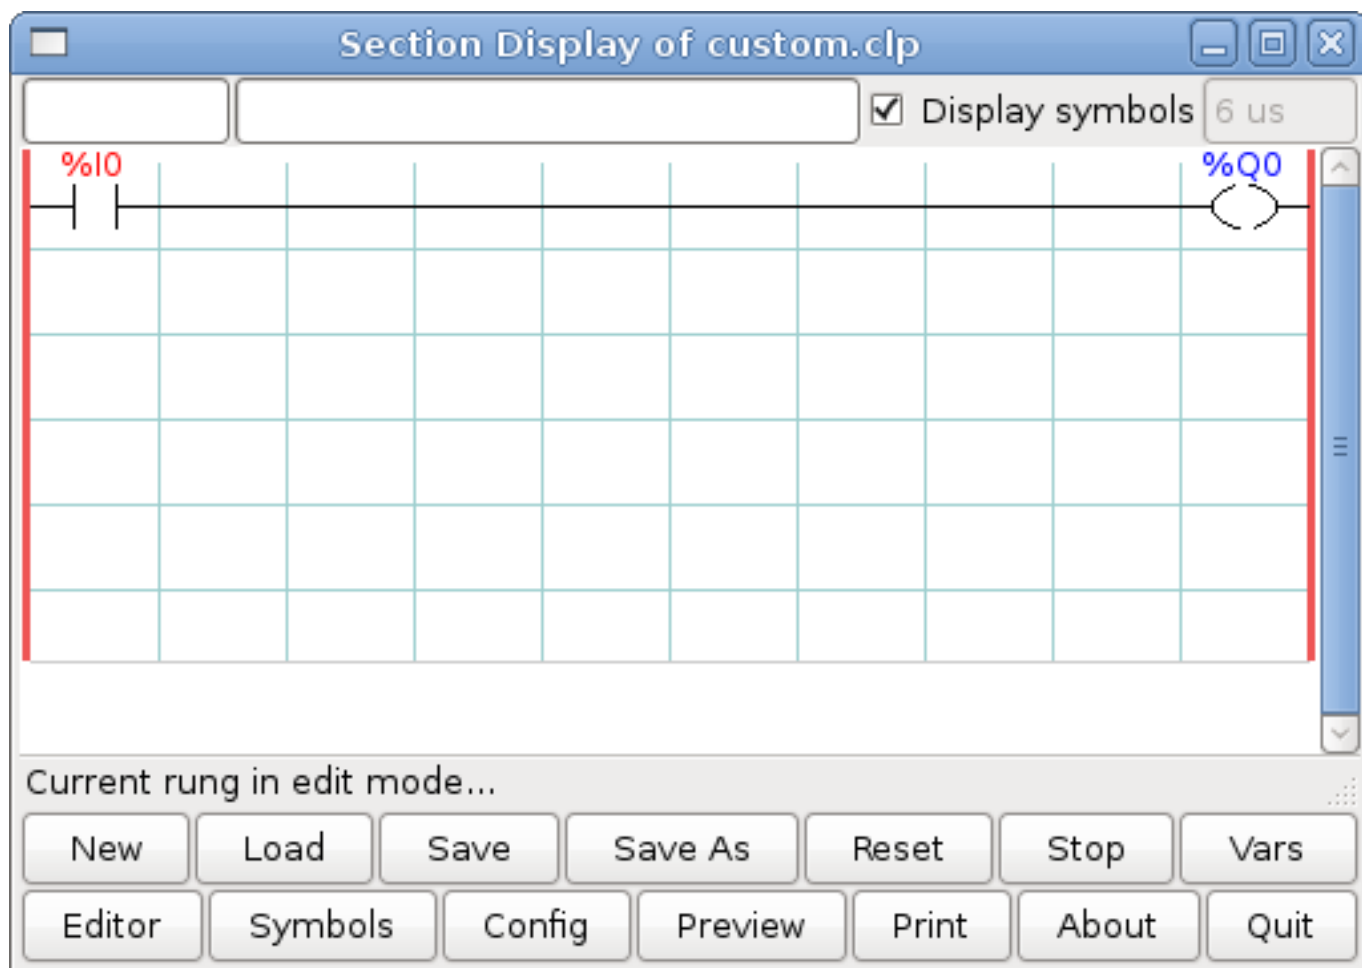 Section Display of custom.clp
Display symbols 6 us
%I0 %Q0
Current rung in edit mode...
New Load Save Save As Reset Stop Vars
Editor Symbols Config Preview Print About Quit